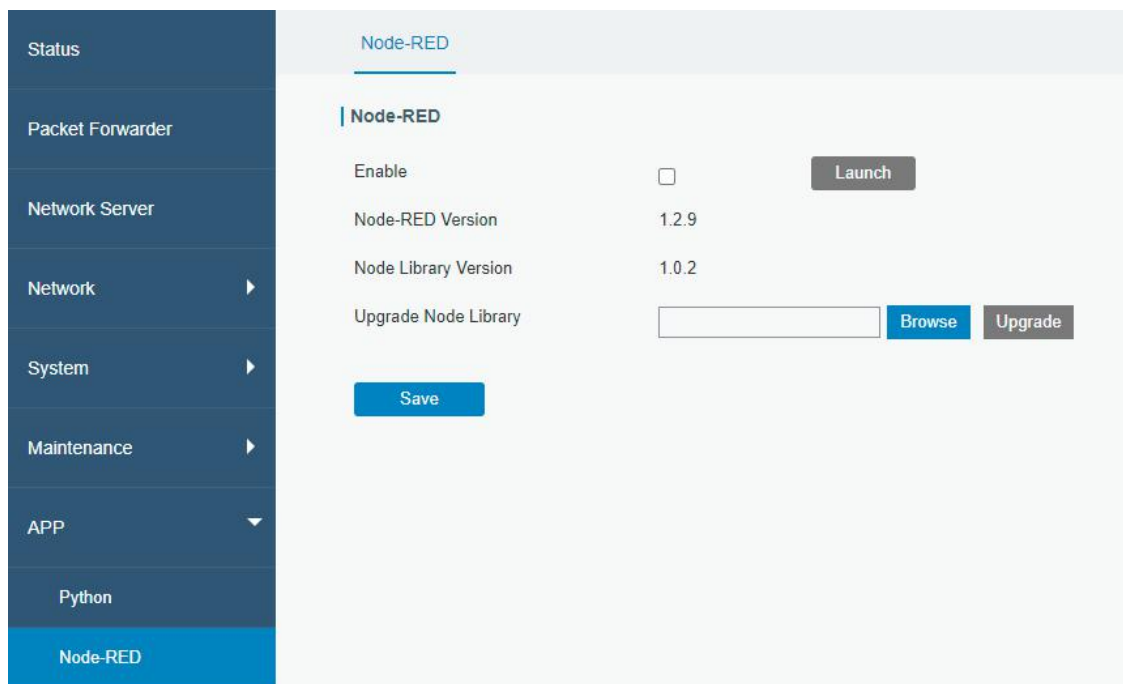 Status
Packet Forwarder
Network Server
Network
System
Maintenance
APP
Python
Node-RED
Node-RED
Node-RED
Enable Launch
Node-RED Version 1.2.9
Node Library Version 1.0.2
Upgrade Node Library Browse Upgrade
Save